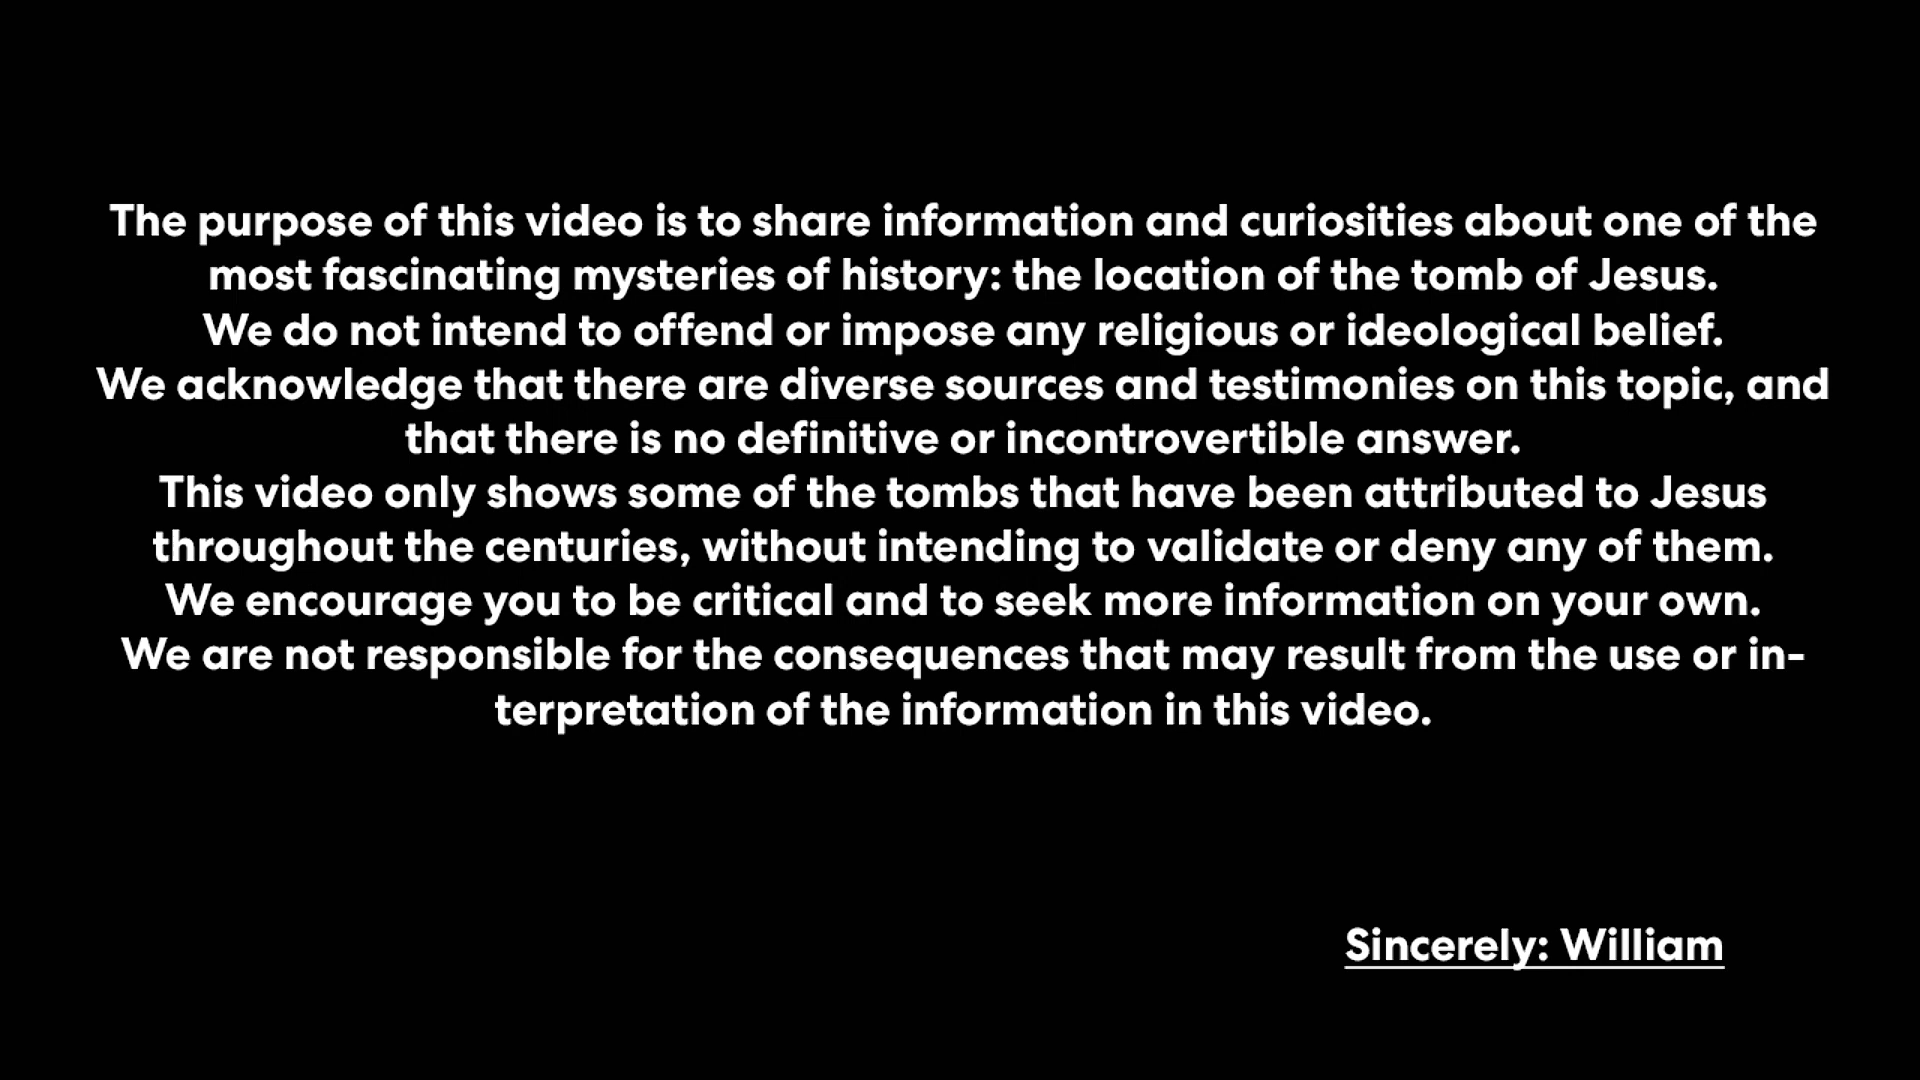 The purpose of this video is to share information and curiosities about one of the
most fascinating mysteries of history: the location of the tomb of Jesus.
We do not intend to offend or impose any religious or ideological belief.
We acknowledge that there are diverse sources and testimonies on this topic, and
that there is no definitive or incontrovertible answer.
This video only shows some of the tombs that have been attributed to Jesus
throughout the centuries, without intending to validate or deny any of them.
We encourage you to be critical and to seek more information on your own.
We are not responsible for the consequences that may result from the use or in-
terpretation of the information in this video.
Sincerely: William